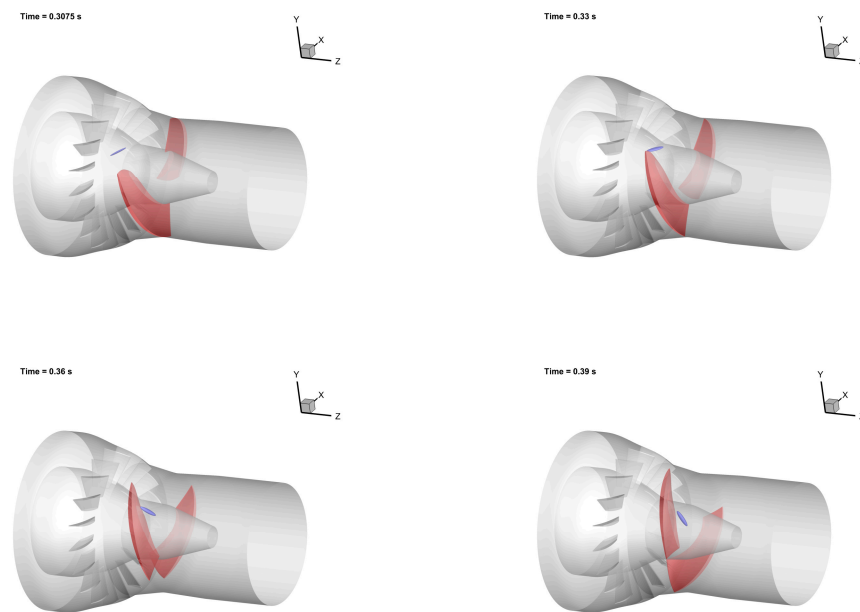 Time = 0.3075 s
Y
X
Z
Time = 0.33 s
Y
X
Z
Time = 0.36 s
Y
X
Z
Time = 0.39 s
Y
X
Z